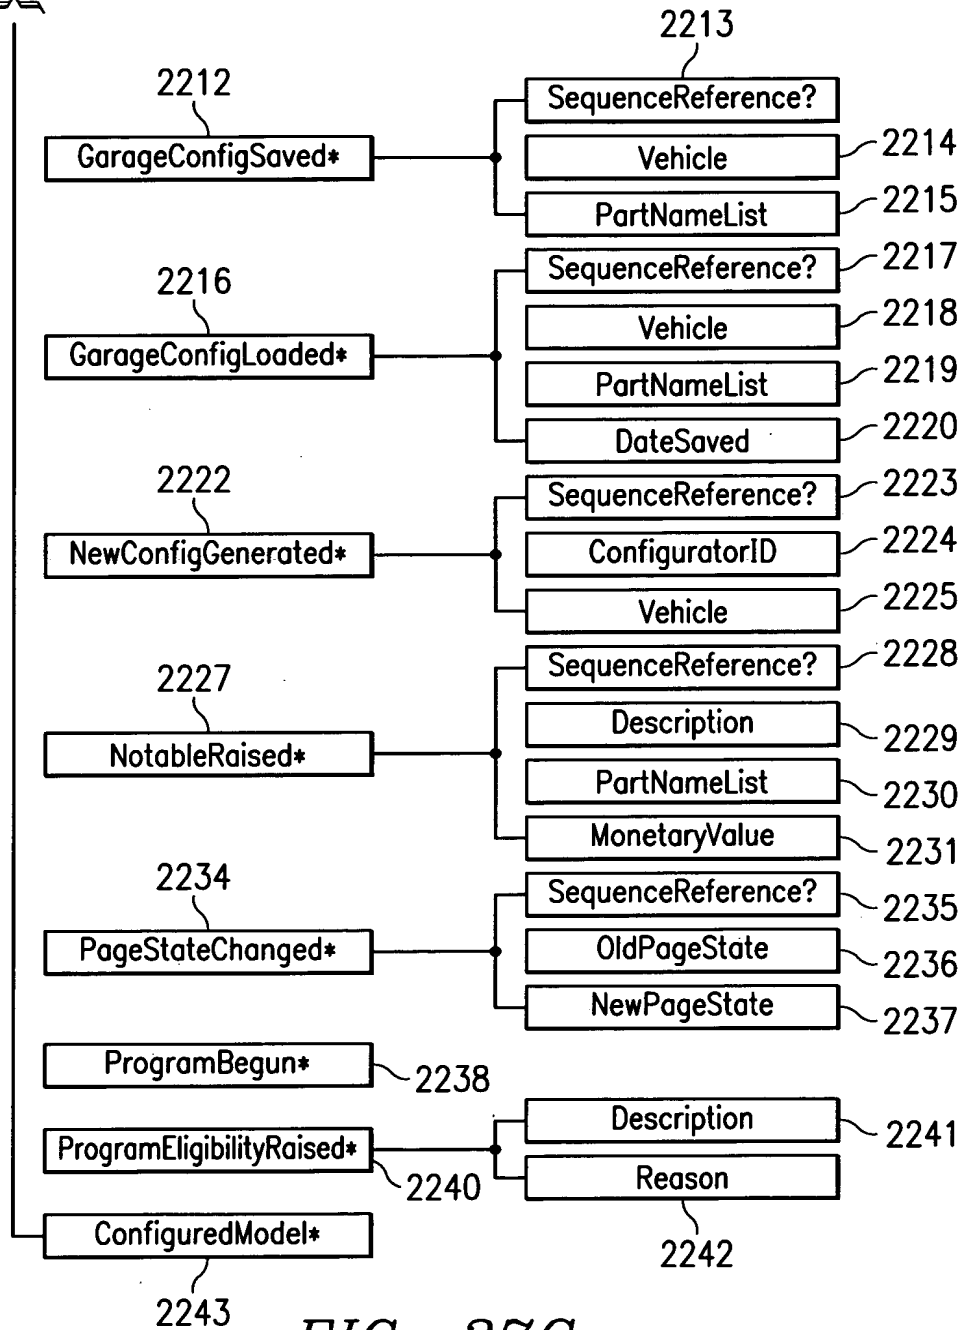 2213
2212
SequenceReference?
GarageConfigSaved*
Vehicle
2214
PartNameList
2215
2216
SequenceReference?
2217
GarageConfigLoaded*
Vehicle
2218
PartNameList
2219
DateSaved
2220
2222
SequenceReference?
2223
NewConfigGenerated*
ConfiguratorID
2224
Vehicle
2225
2227
SequenceReference?
2228
NotableRaised*
Description
2229
PartNameList
2230
MonetaryValue
2231
2234
SequenceReference?
2235
PageStateChanged*
OldPageState
2236
NewPageState
2237
ProgramBegun*
2238
ProgramEligibilityRaised*
2240
Description
2241
Reason
2242
ConfiguredModel*
2243